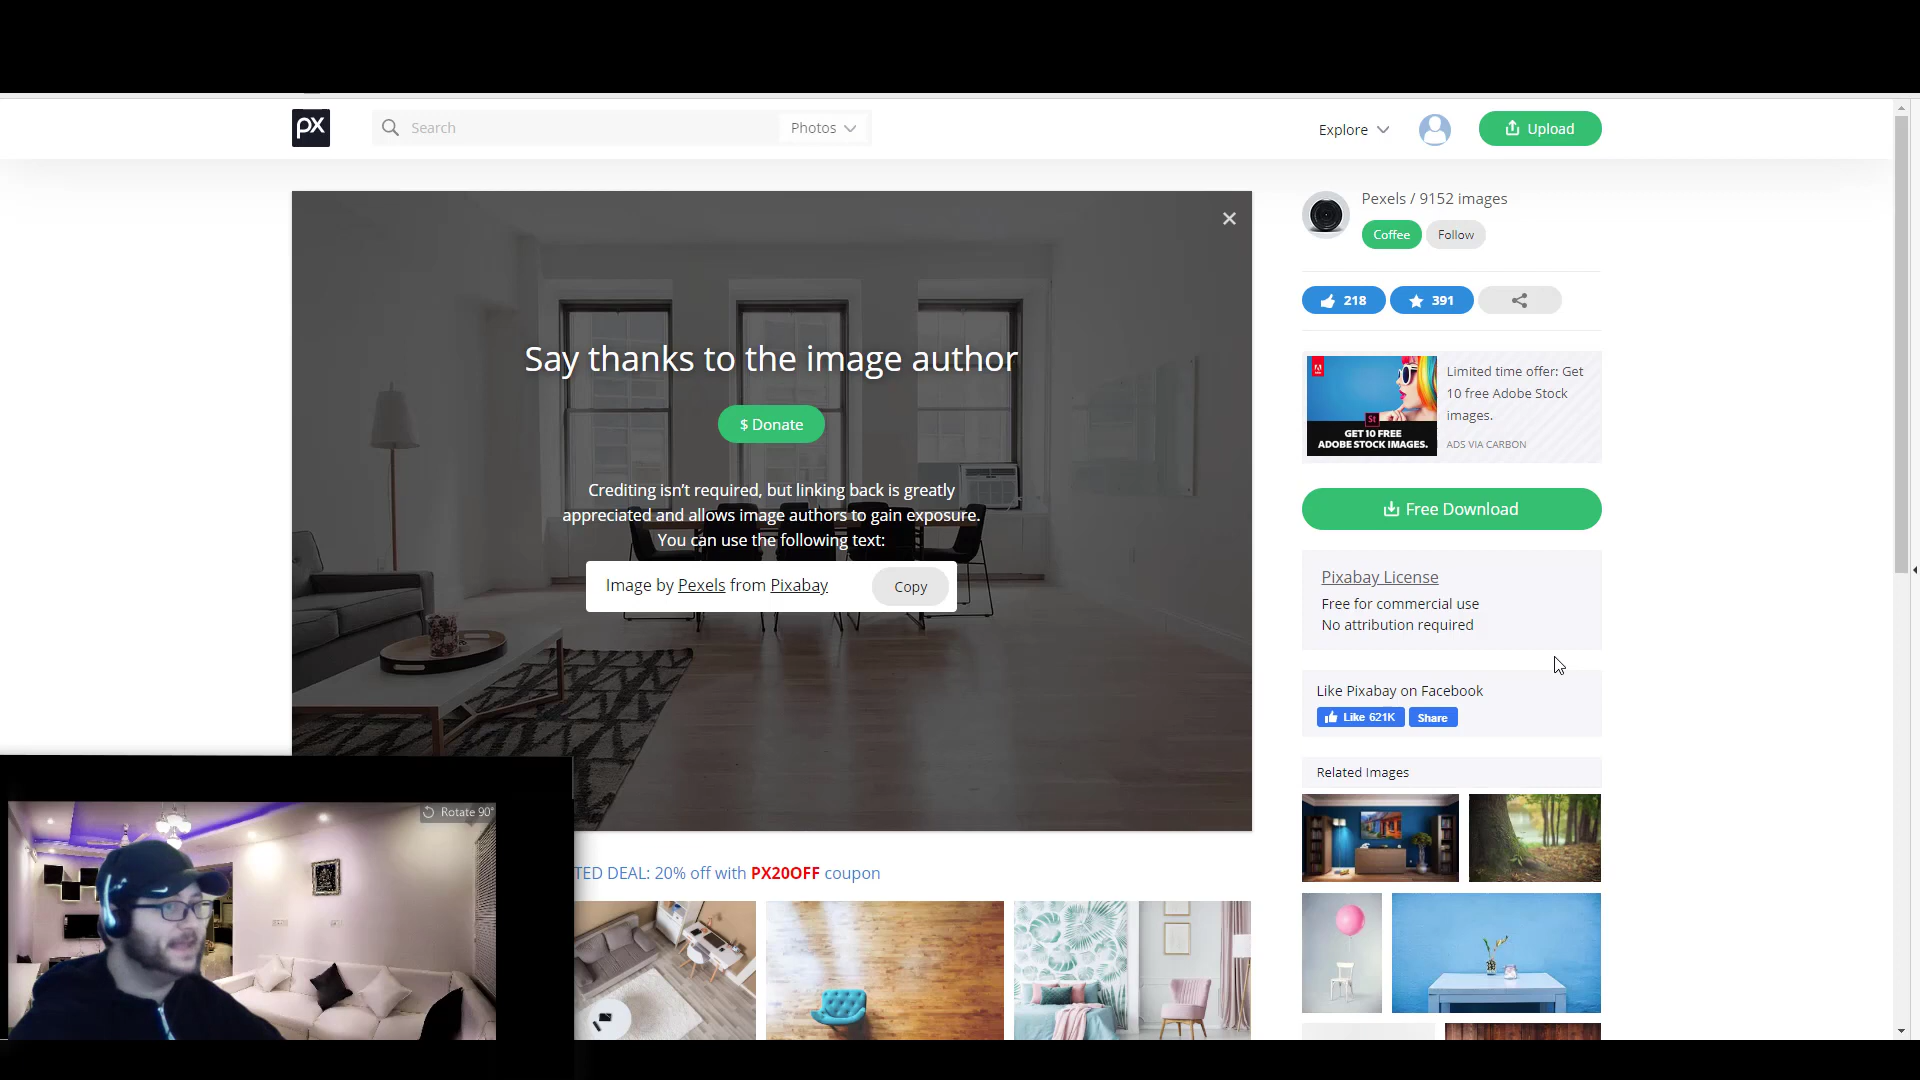 px
Search
Photos
Explore
Upload
Say thanks to the image author
$ Donate
Crediting isn't required, but linking back is greatly
appreciated and allows image authors to gain exposure.
You can use the following text:
Image by Pexels from Pixabay
Copy
Pexels / 9152 images
Coffee
Follow
218
391
GET 10 FREE
ADOBE STOCK IMAGES.
St
Limited time offer: Get
10 free Adobe Stock
images.
ADS VIA CARBON
Free Download
Pixabay License
Free for commercial use
No attribution required
Like Pixabay on Facebook
Like 621K
Share
Related Images
Rotate 90°
TED DEAL: 20% off with PX20OFF coupon